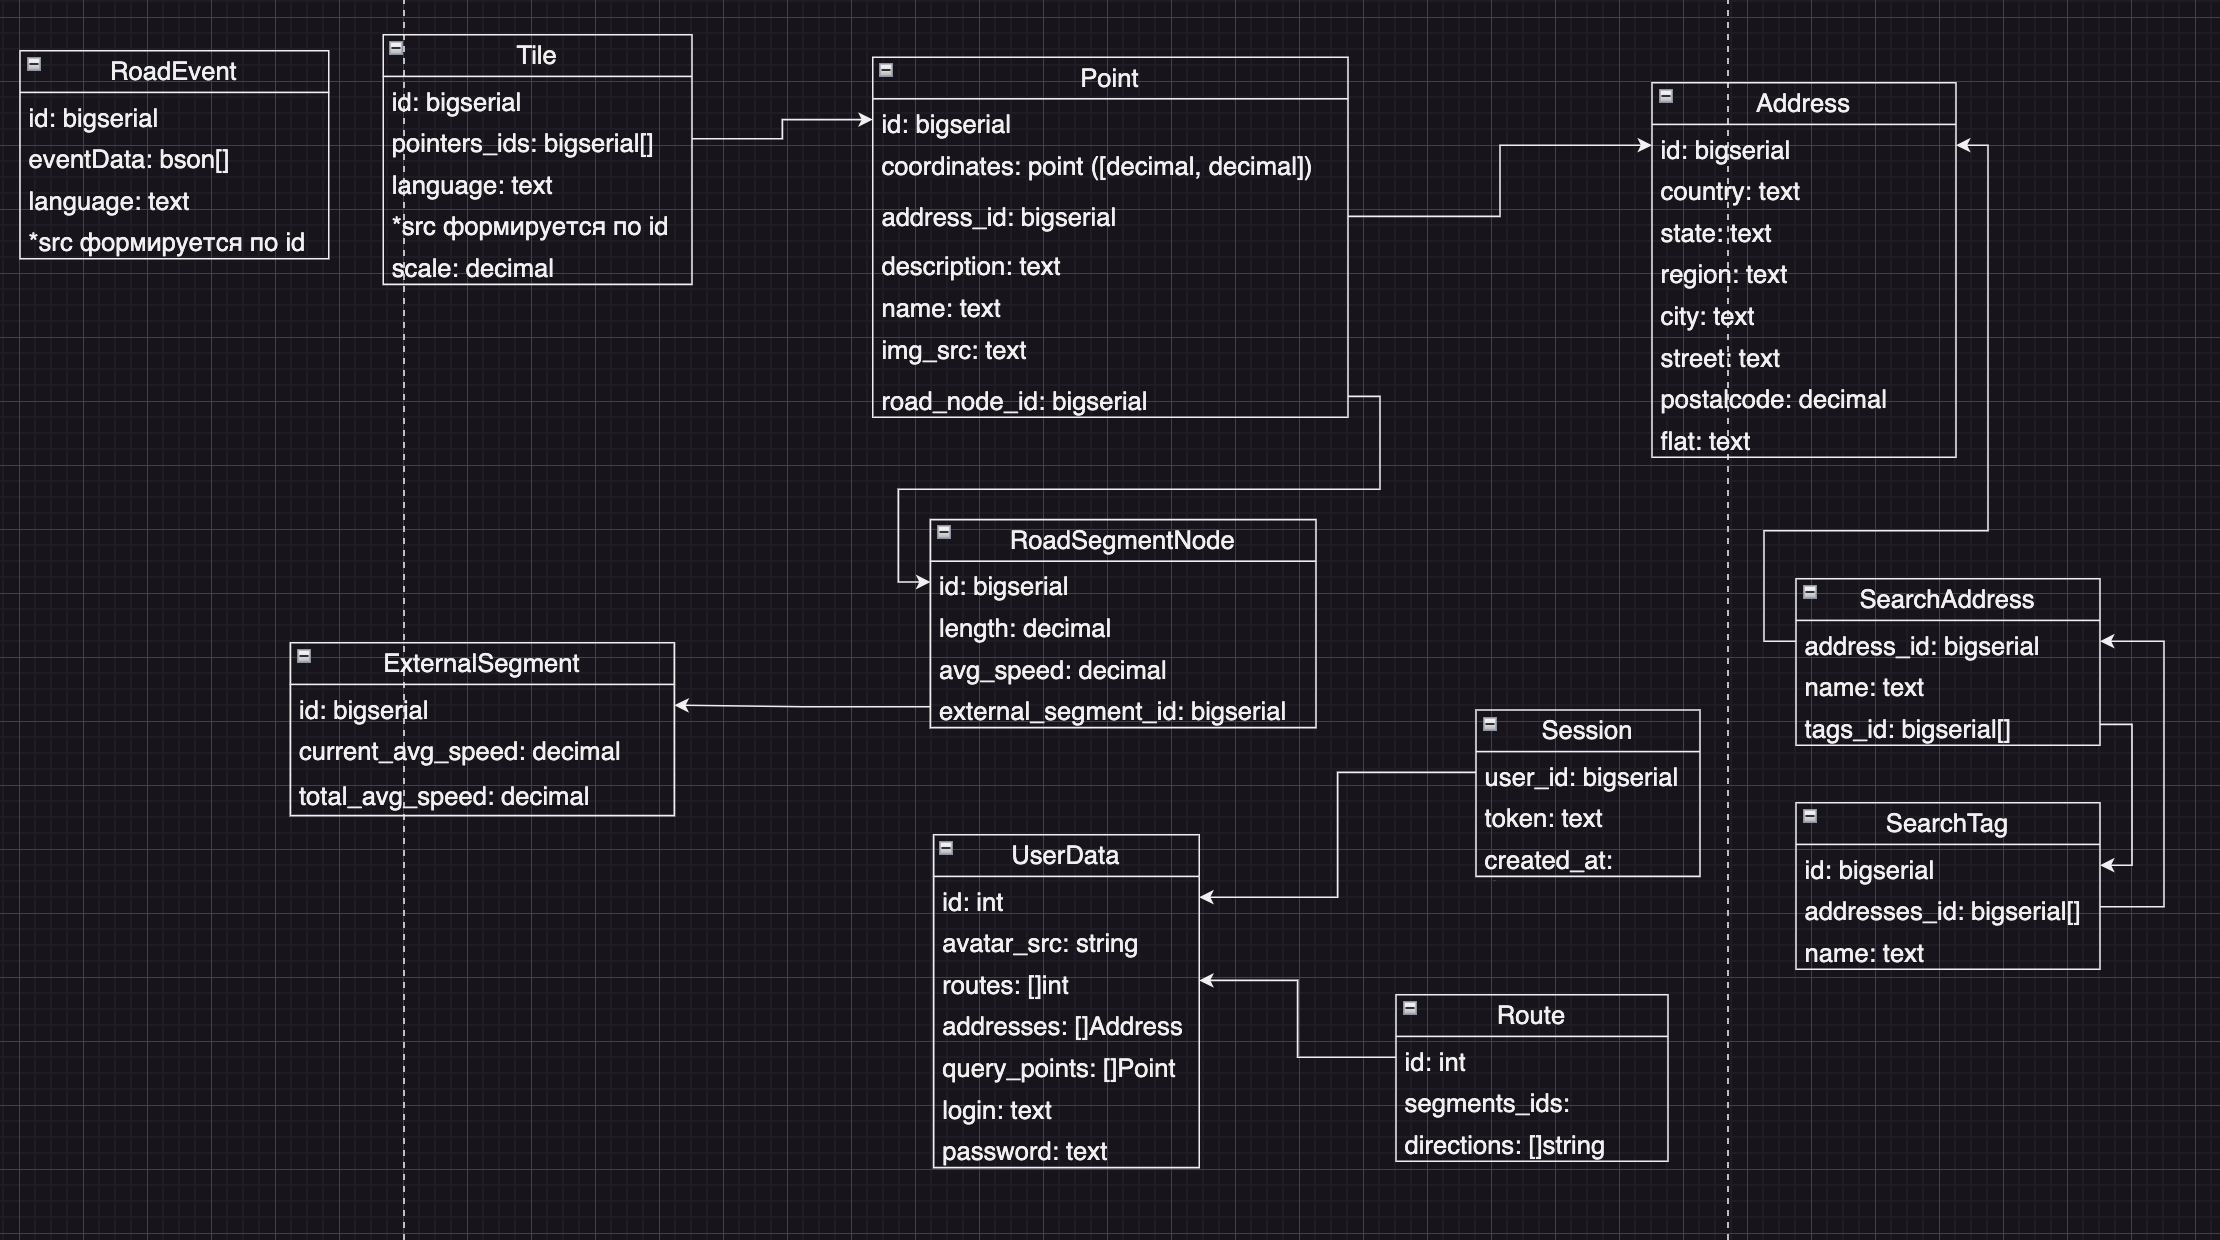 RoadEvent
id: bigserial
eventData: bson[]
language: text
*src формируется по id
Tile
id: bigserial
pointers_ids: bigserial[]
language: text
*src формируется по id
scale: decimal
Point
id: bigserial
coordinates: point ([decimal, decimal])
address_id: bigserial
description: text
name: text
img_src: text
road_node_id: bigserial
Address
id: bigserial
country: text
state: text
region: text
city: text
street: text
postalcode: decimal
flat: text
RoadSegmentNode
id: bigserial
length: decimal
avg_speed: decimal
external_segment_id: bigserial
ExternalSegment
id: bigserial
current_avg_speed: decimal
total_avg_speed: decimal
SearchAddress
address_id: bigserial
name: text
tags_id: bigserial[]
Session
user_id: bigserial
token: text
created_at:
SearchTag
id: bigserial
addresses_id: bigserial[]
name: text
UserData
id: int
avatar_src: string
routes: []int
addresses: []Address
query_points: []Point
login: text
password: text
Route
id: int
segments_ids:
directions: []string